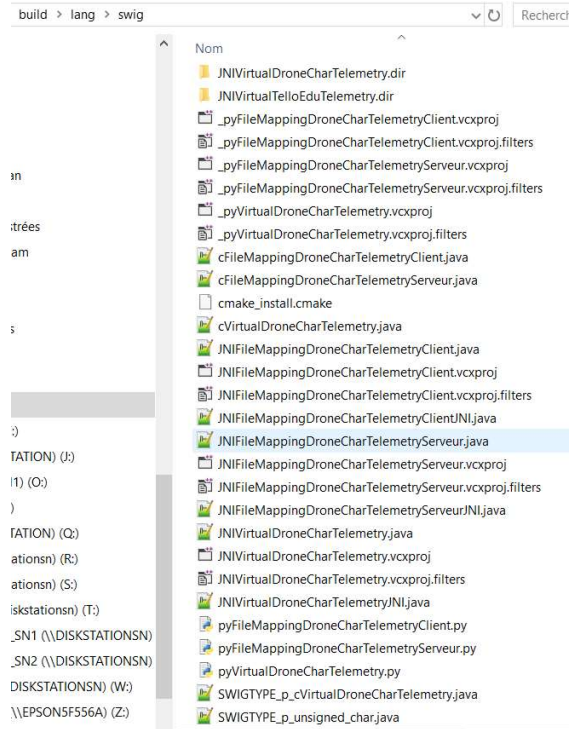 build > lang > swig
Recherch
Nom
JNIVirtualDroneCharTelemetry.dir
JNIVirtualTelloEduTelemetry.dir
_pyFileMappingDroneCharTelemetryClient.vcxproj
_pyFileMappingDroneCharTelemetryClient.vcxproj.filters
_pyFileMappingDroneCharTelemetryServeur.vcxproj
_pyFileMappingDroneCharTelemetryServeur.vcxproj.filters
_pyVirtualDroneCharTelemetry.vcxproj
_pyVirtualDroneCharTelemetry.vcxproj.filters
cFileMappingDroneCharTelemetryClient.java
cFileMappingDroneCharTelemetryServeur.java
cmake_install.cmake
cVirtualDroneCharTelemetry.java
JNIFileMappingDroneCharTelemetryClient.java
JNIFileMappingDroneCharTelemetryClient.vcxproj
JNIFileMappingDroneCharTelemetryClient.vcxproj.filters
JNIFileMappingDroneCharTelemetryClientJNI.java
JNIFileMappingDroneCharTelemetryServeur.java
JNIFileMappingDroneCharTelemetryServeur.vcxproj
JNIFileMappingDroneCharTelemetryServeur.vcxproj.filters
JNIFileMappingDroneCharTelemetryServeurJNI.java
JNIVirtualDroneCharTelemetry.java
JNIVirtualDroneCharTelemetry.vcxproj
JNIVirtualDroneCharTelemetry.vcxproj.filters
JNIVirtualDroneCharTelemetryJNI.java
pyFileMappingDroneCharTelemetryClient.py
pyFileMappingDroneCharTelemetryServeur.py
pyVirtualDroneCharTelemetry.py
SWIGTYPE_p_cVirtualDroneCharTelemetry.java
SWIGTYPE_p_unsigned_char.java
an
strées
am
s
:)
TATION) (J:)
l1) (O:)
)
TATION) (Q:)
ationsn) (R:)
ationsn) (S:)
iskstationsn) (T:)
_SN1 (\\DISKSTATIONSN)
_SN2 (\\DISKSTATIONSN)
DISKSTATIONSN) (W:)
\\EPSON5F556A) (Z:)